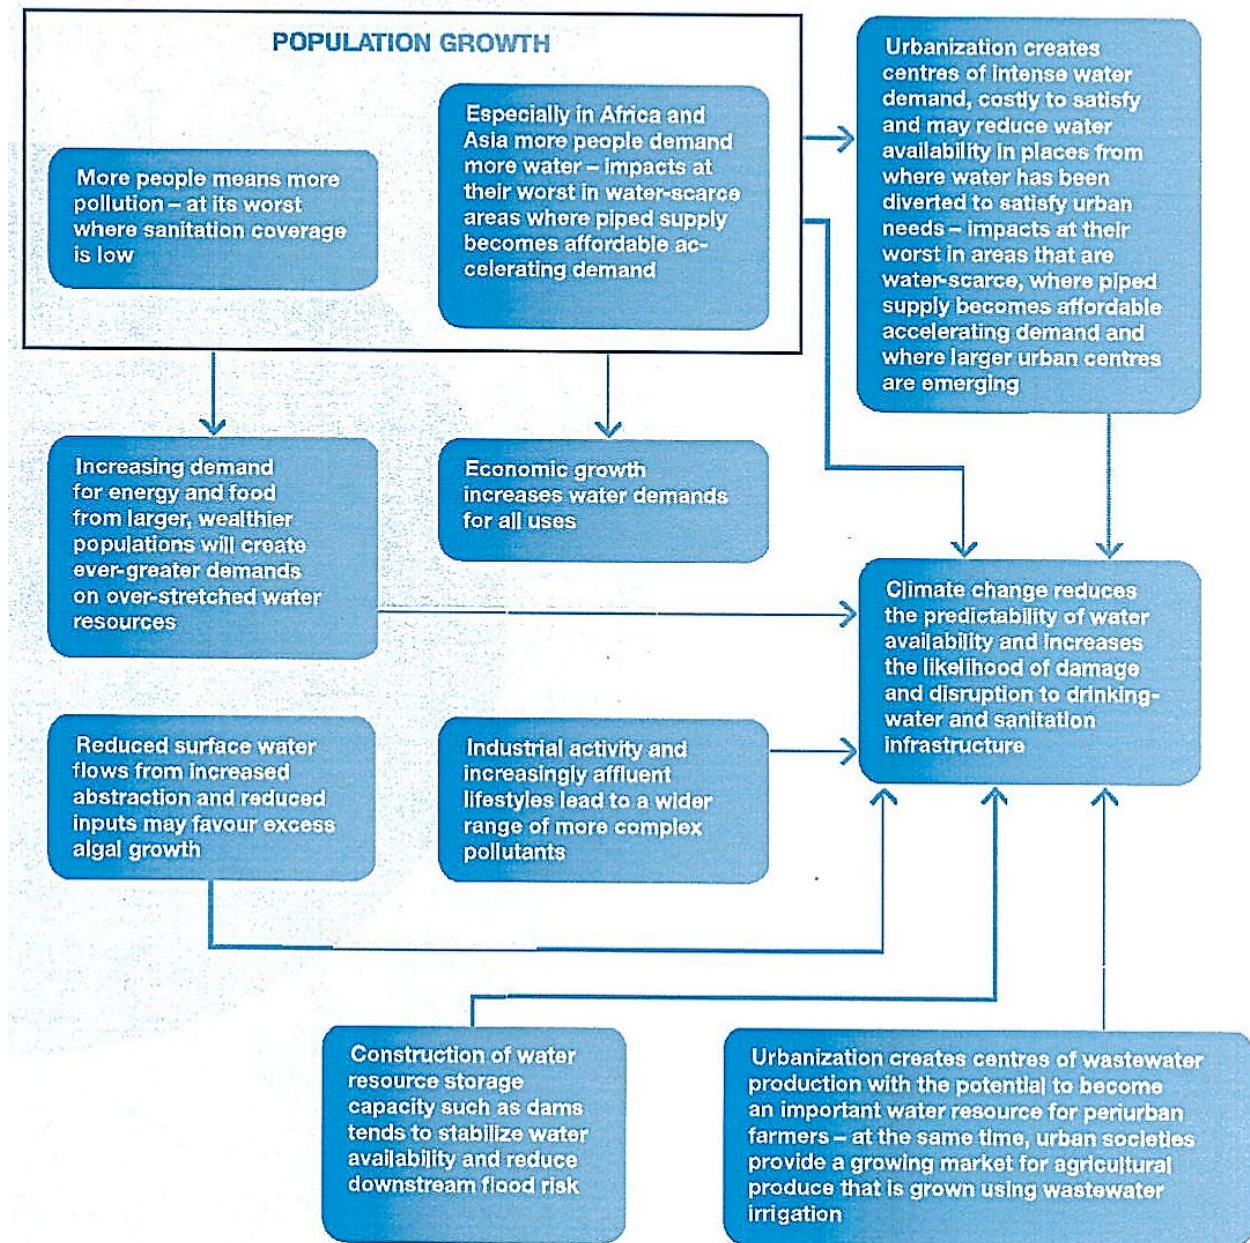 POPULATION GROWTH
More people means more
pollution – at its worst
where sanitation coverage
is low
Especially in Africa and
Asia more people demand
more water – impacts at
their worst in water-scarce
areas where piped supply
becomes affordable ac-
celerating demand
Urbanization creates
centres of intense water
demand, costly to satisfy
and may reduce water
availability in places from
where water has been
diverted to satisfy urban
needs – impacts at their
worst in areas that are
water-scarce, where piped
supply becomes affordable
accelerating demand and
where larger urban centres
are emerging
Increasing demand
for energy and food
from larger, wealthier
populations will create
ever-greater demands
on over-stretched water
resources
Economic growth
increases water demands
for all uses
Climate change reduces
the predictability of water
availability and increases
the likelihood of damage
and disruption to drinking-
water and sanitation
infrastructure
Reduced surface water
flows from increased
abstraction and reduced
inputs may favour excess
algal growth
Industrial activity and
increasingly affluent
lifestyles lead to a wider
range of more complex
pollutants
Construction of water
resource storage
capacity such as dams
tends to stabilize water
availability and reduce
downstream flood risk
Urbanization creates centres of wastewater
production with the potential to become
an important water resource for periurban
farmers – at the same time, urban societies
provide a growing market for agricultural
produce that is grown using wastewater
irrigation